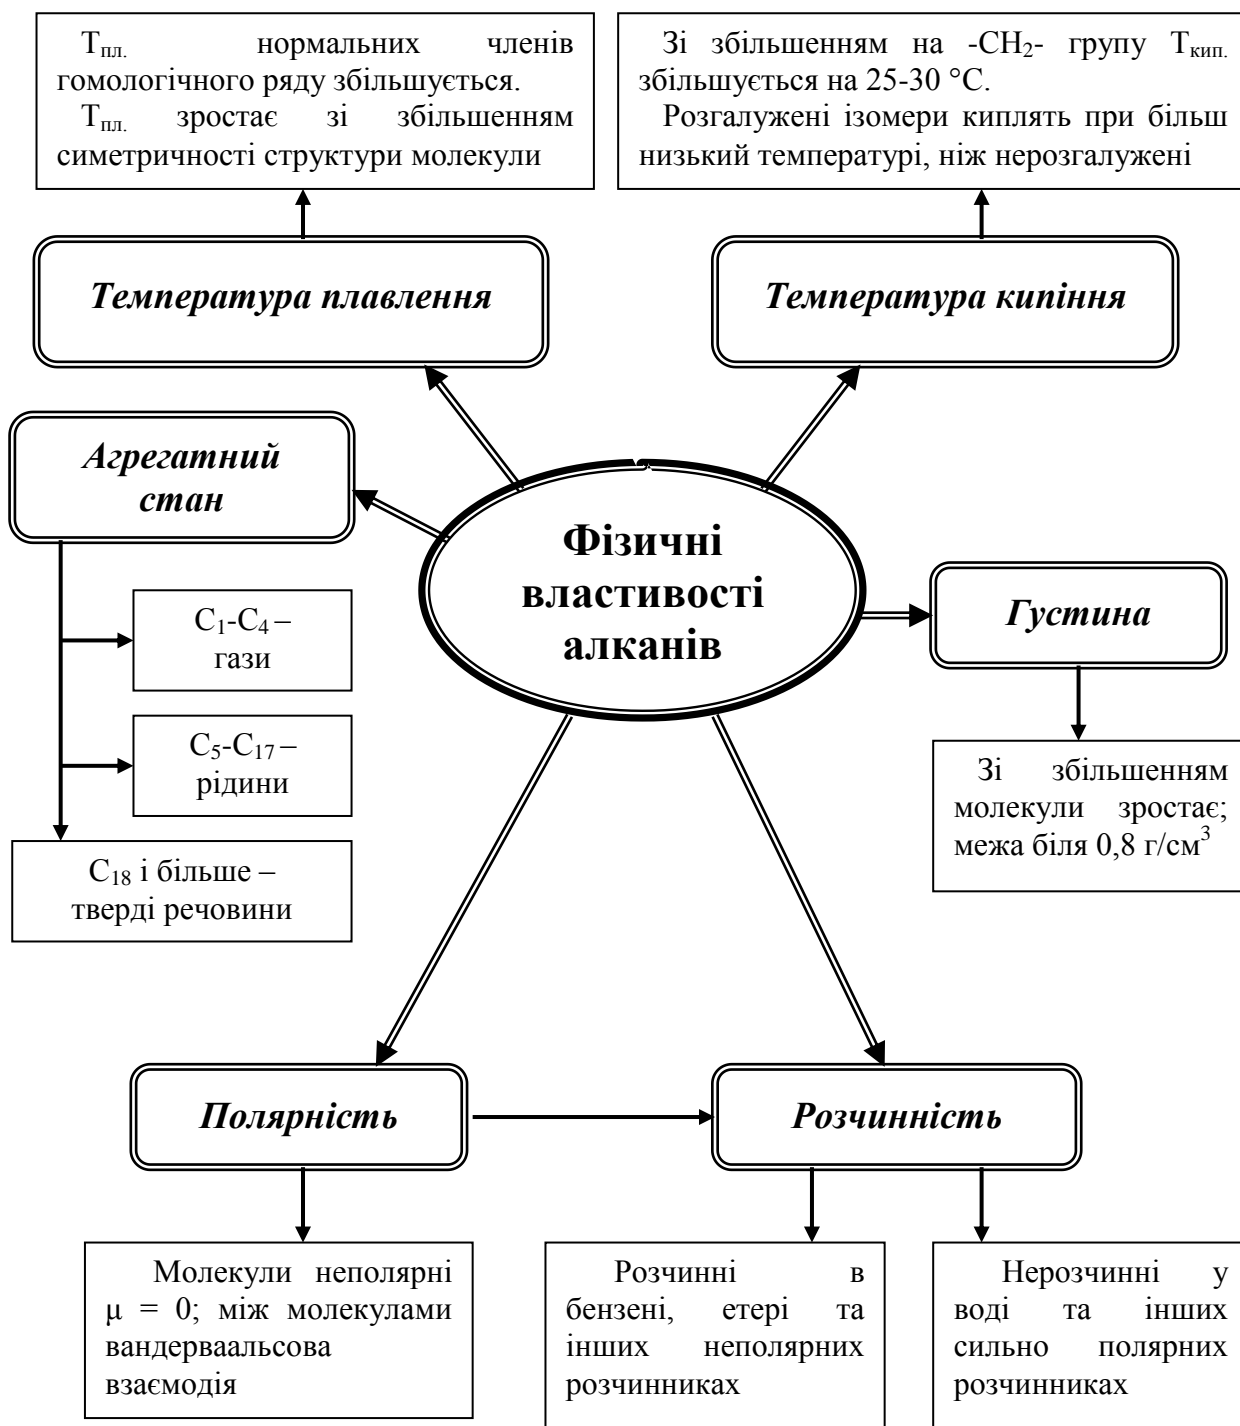 Тпл. нормальних членів
гомологічного ряду збільшується.
Тпл. зростає зі збільшенням
симетричності структури молекули
Зі збільшенням на -CH2- групу Ткип.
збільшується на 25-30 °C.
Розгалужені ізомери киплять при більш
низький температурі, ніж нерозгалужені
Температура плавлення
Температура кипіння
Агрегатний
стан
Фізичні
властивості
алканів
Густина
C1-C4 –
гази
C5-C17 –
рідини
C18 і більше –
тверді речовини
Зі збільшенням
молекули зростає;
межа біля 0,8 г/см3
Полярність
Розчинність
Молекули неполярні
μ = 0; між молекулами
вандерваальсова
взаємодія
Розчинні в
бензені, етері та
інших неполярних
розчинниках
Нерозчинні у
воді та інших
сильно полярних
розчинниках